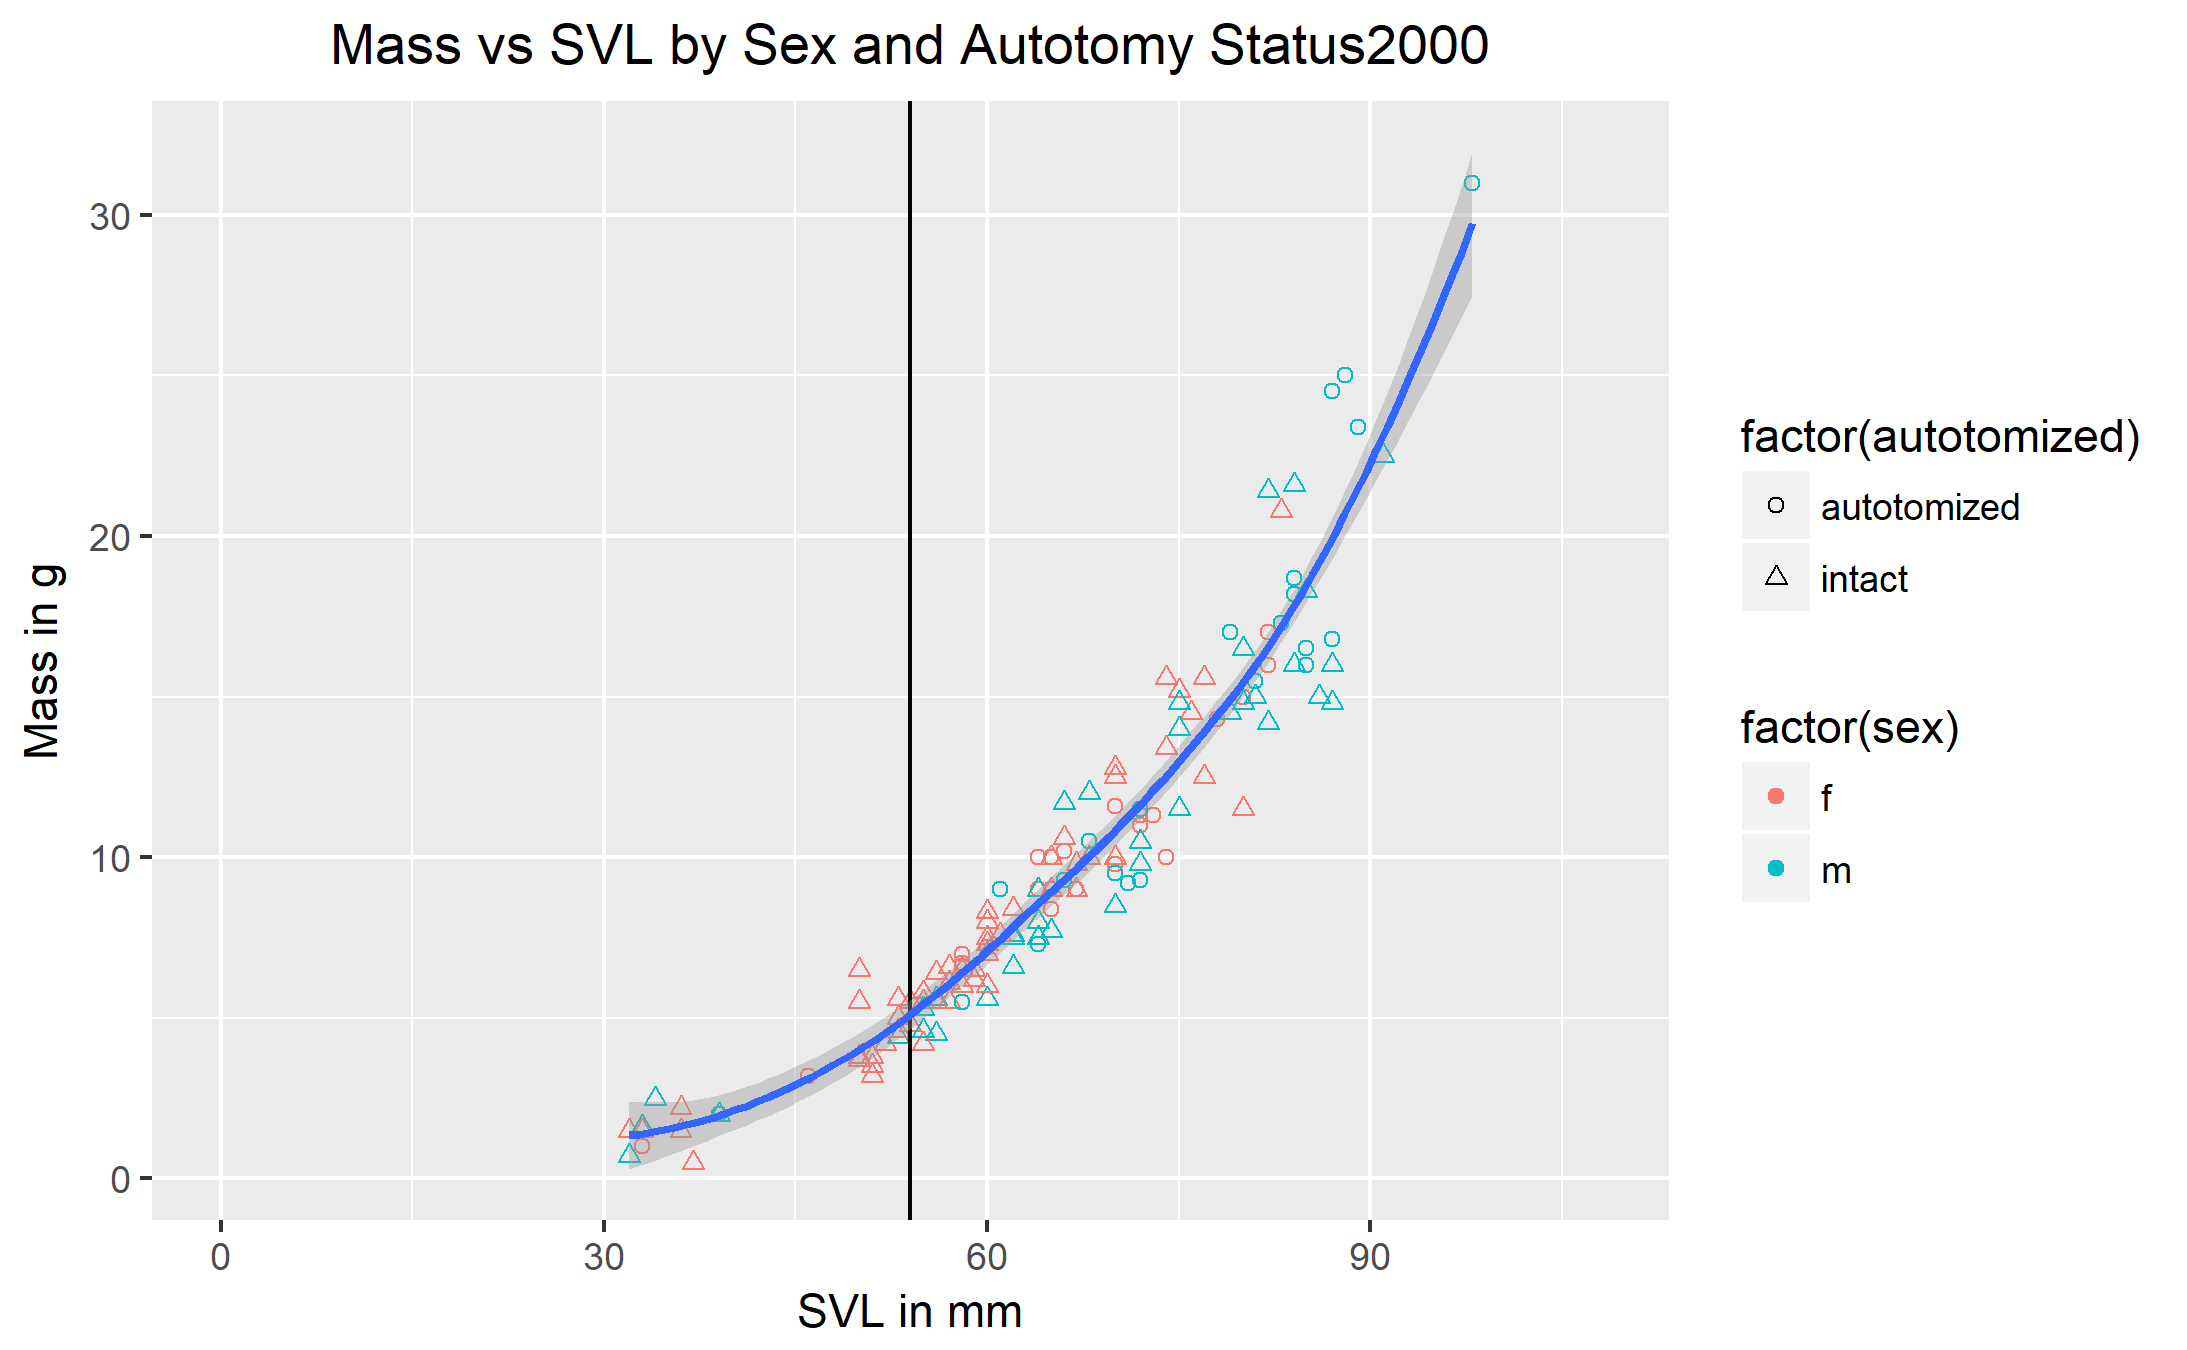 Mass vs SVL by Sex and Autotomy Status2000
30
20
10
0
Mass in g
0 30 60 90
SVL in mm
factor(autotomized)
autotomized
intact
factor(sex)
f
m